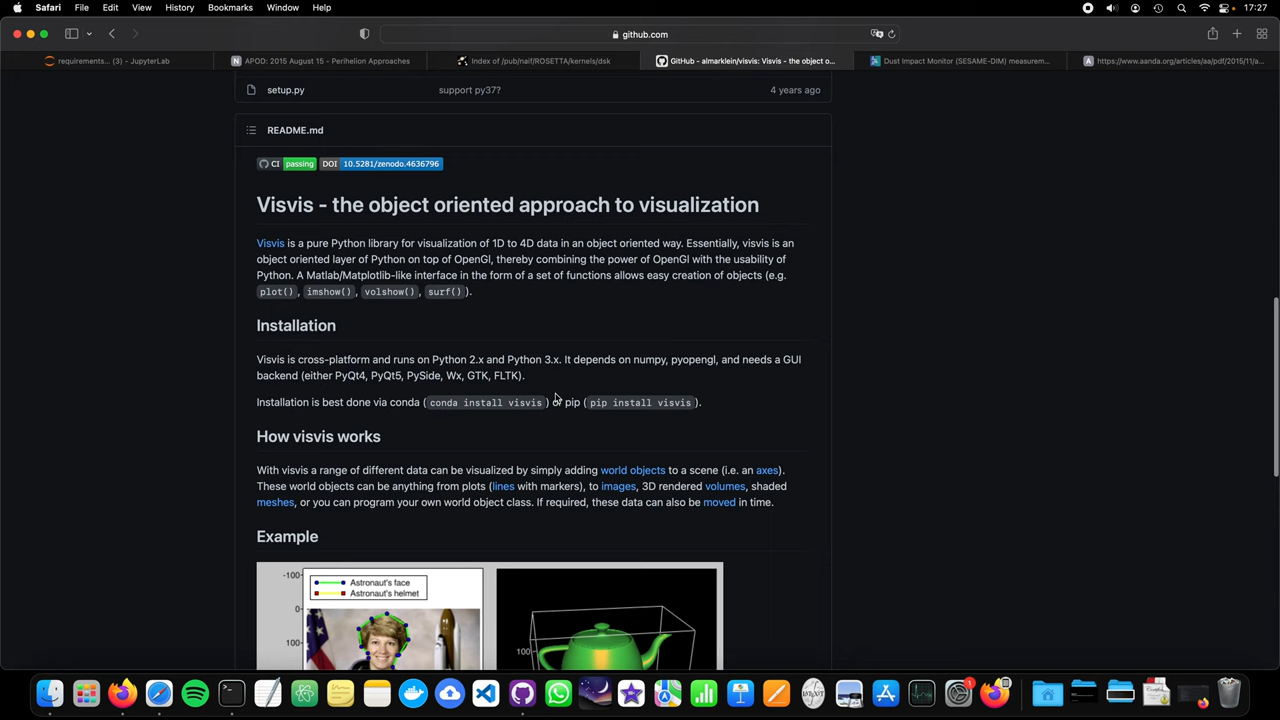 Safari File Edit View History Bookmarks Window Help 17:27
github.com
requirements... (3) - JupyterLab
APOD: 2015 August 15 - Perihelion Approaches
Index of /pub/naif/ROSETTA/kernels/dsk
GitHub - almarklein/visvis: Visvis - the object o...
Dust Impact Monitor (SESAME-DIM) measurem...
https://www.aanda.org/articles/aa/pdf/2015/11/a...
setup.py support py37? 4 years ago
README.md
CI passing DOI 10.5281/zenodo.4636796
Visvis - the object oriented approach to visualization
Visvis is a pure Python library for visualization of 1D to 4D data in an object oriented way. Essentially, visvis is an
object oriented layer of Python on top of OpenGl, thereby combining the power of OpenGl with the usability of
Python. A Matlab/Matplotlib-like interface in the form of a set of functions allows easy creation of objects (e.g.
plot(), imshow(), volshow(), surf()).
Installation
Visvis is cross-platform and runs on Python 2.x and Python 3.x. It depends on numpy, pyopengl, and needs a GUI
backend (either PyQt4, PyQt5, PySide, Wx, GTK, FLTK).
Installation is best done via conda (conda install visvis) or pip (pip install visvis).
How visvis works
With visvis a range of different data can be visualized by simply adding world objects to a scene (i.e. an axes).
These world objects can be anything from plots (lines with markers), to images, 3D rendered volumes, shaded
meshes, or you can program your own world object class. If required, these data can also be moved in time.
Example
-100
Astronaut's face
Astronaut's helmet
0
100
100